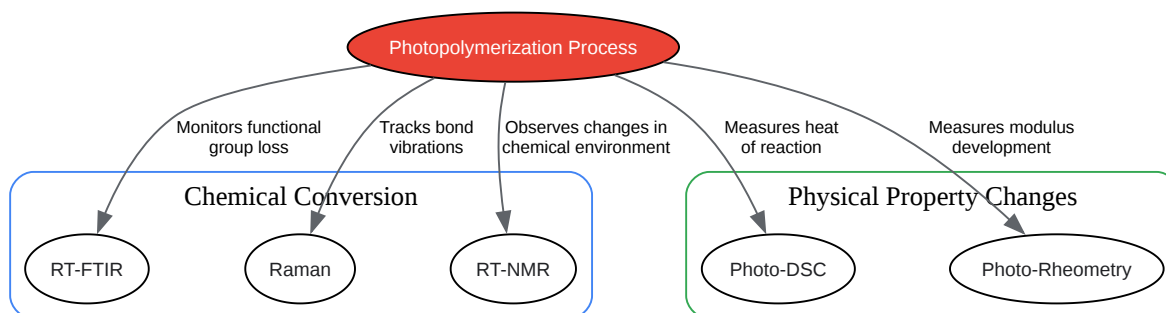 Photopolymerization Process
Monitors functional
group loss
Tracks bond
vibrations
Observes changes in
chemical environment
Measures heat
of reaction
Measures modulus
development
Chemical Conversion
Physical Property Changes
RT-FTIR
Raman
RT-NMR
Photo-DSC
Photo-Rheometry